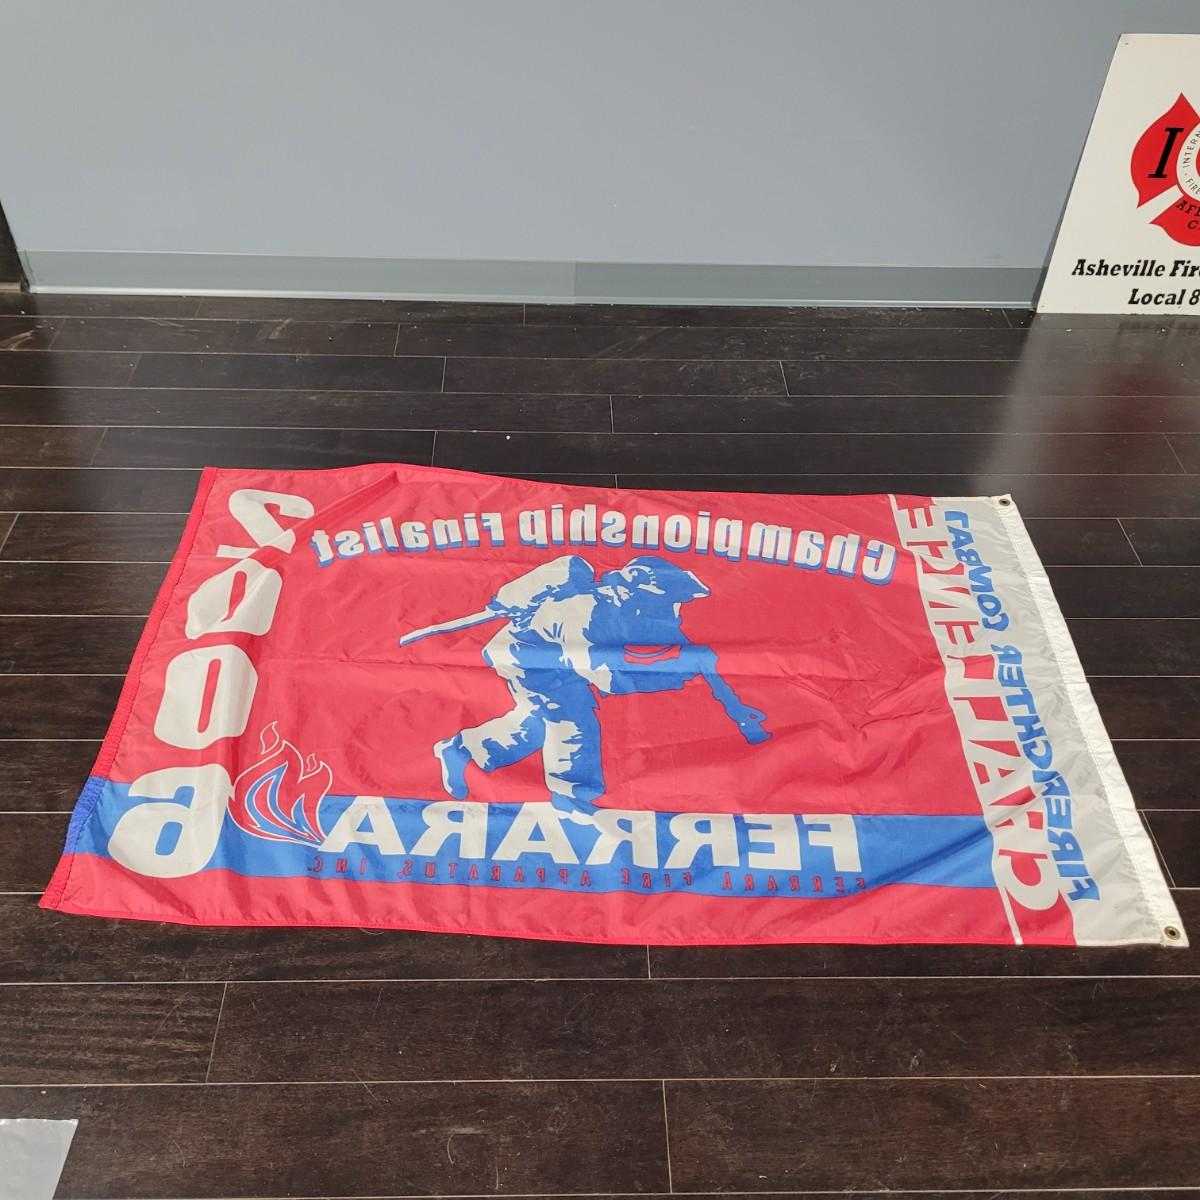 I
Asheville Fire
Local 8
Championship Finalist
2006
FERRARA
FERRARA FIRE APPARATUS, INC.
CHALLENGE
FIREFIGHTER COMBAT